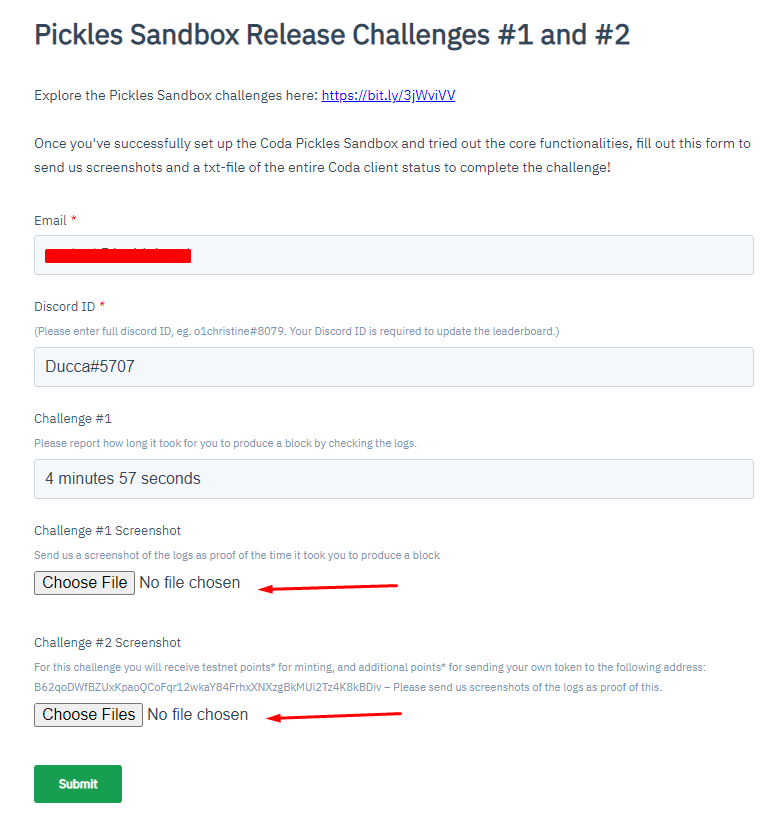 Pickles Sandbox Release Challenges #1 and #2
Explore the Pickles Sandbox challenges here: https://bit.ly/3jWviVV
Once you've successfully set up the Coda Pickles Sandbox and tried out the core functionalities, fill out this form to
send us screenshots and a txt-file of the entire Coda client status to complete the challenge!
Email *
Discord ID *
(Please enter full discord ID, eg. o1christine#8079. Your Discord ID is required to update the leaderboard.)
Ducca#5707
Challenge #1
Please report how long it took for you to produce a block by checking the logs.
4 minutes 57 seconds
Challenge #1 Screenshot
Send us a screenshot of the logs as proof of the time it took you to produce a block
Choose File No file chosen
Challenge #2 Screenshot
For this challenge you will receive testnet points* for minting, and additional points* for sending your own token to the following address:
B62qoDWfBZUxKpaoQCoFqr12wkaY84FrhxXNXzgBkMUi2Tz4K8kBDiv – Please send us screenshots of the logs as proof of this.
Choose Files No file chosen
Submit